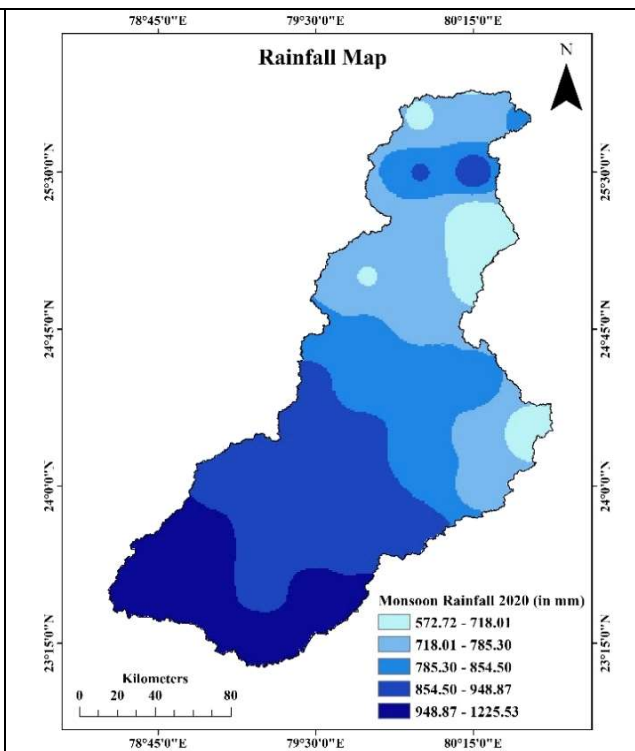 78°45'0"E 79°30'0"E 80°15'0"E
Rainfall Map
N
25°30'0"N 25°30'0"N
24°45'0"N 24°45'0"N
24°0'0"N 24°0'0"N
23°15'0"N 23°15'0"N
Monsoon Rainfall 2020 (in mm)
572.72 - 718.01
718.01 - 785.30
785.30 - 854.50
854.50 - 948.87
948.87 - 1225.53
Kilometers
0 20 40 60 80
78°45'0"E 79°30'0"E 80°15'0"E